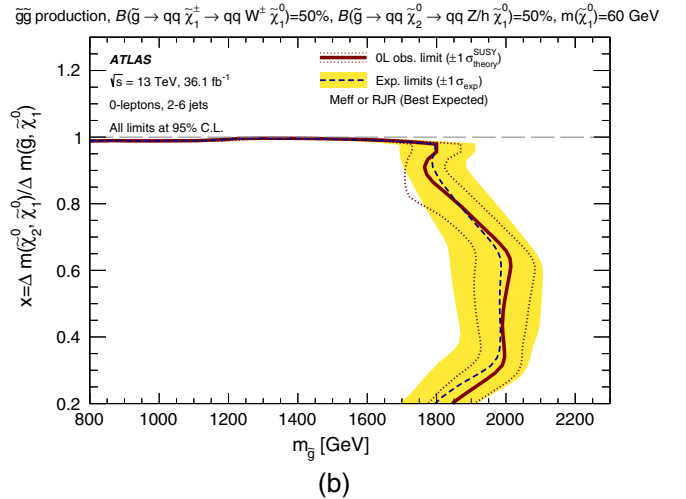 g̃g̃ production, B(g̃ → qq χ̃₁± → qq W± χ̃₁⁰)=50%, B(g̃ → qq χ̃₂⁰ → qq Z/h χ̃₁⁰)=50%, m(χ̃₁⁰)=60 GeV
ATLAS
√s = 13 TeV, 36.1 fb⁻¹
0-leptons, 2-6 jets
All limits at 95% C.L.
0L obs. limit (±1 σ_theory^SUSY)
Exp. limits (±1 σ_exp)
Meff or RJR (Best Expected)
x=Δ m(χ̃₂⁰, χ̃₁⁰)/Δ m(g̃, χ̃₁⁰)
1.2
1
0.8
0.6
0.4
0.2
800 1000 1200 1400 1600 1800 2000 2200
m_g̃ [GeV]
(b)